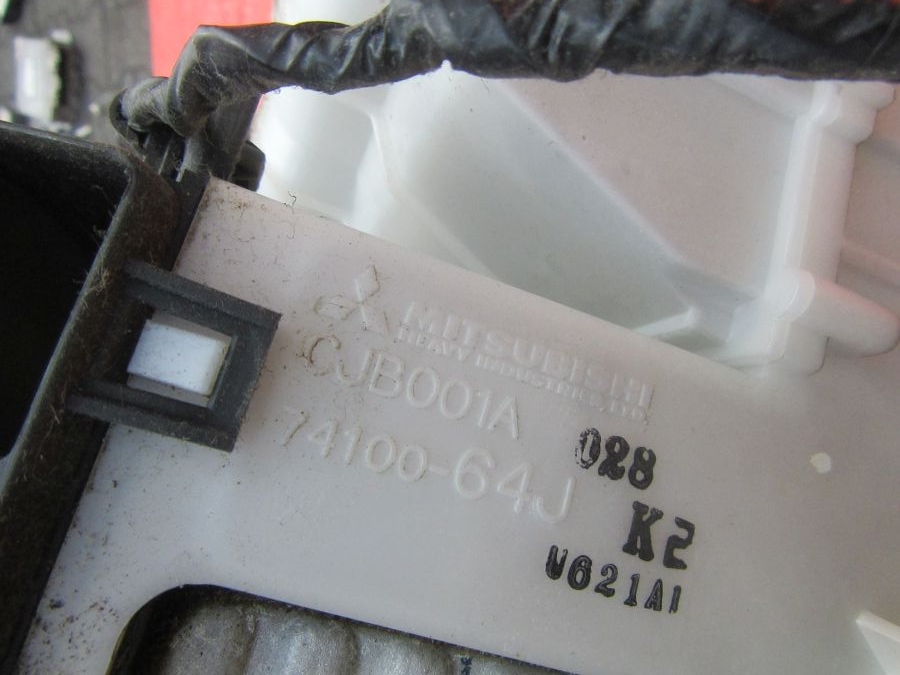 MITSUBISHI
HEAVY INDUSTRIES, LTD.
CJB001A
74100-64J
028
K2
U621A1